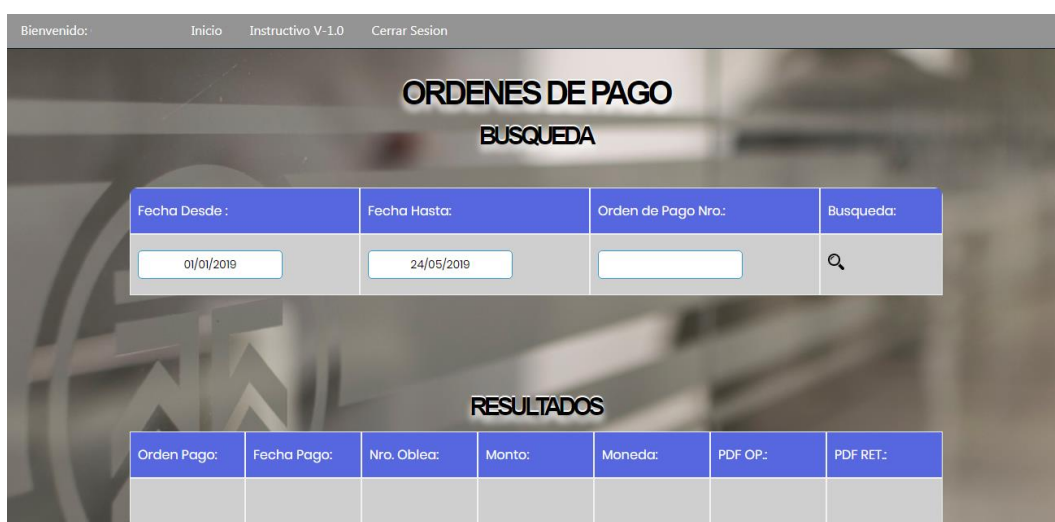 Bienvenido: Inicio Instructivo V-1.0 Cerrar Sesion
ORDENES DE PAGO
BUSQUEDA
Fecha Desde : Fecha Hasta: Orden de Pago Nro.: Busqueda:
01/01/2019 24/05/2019
RESULTADOS
Orden Pago: Fecha Pago: Nro. Oblea: Monto: Moneda: PDF OP.: PDF RET.: